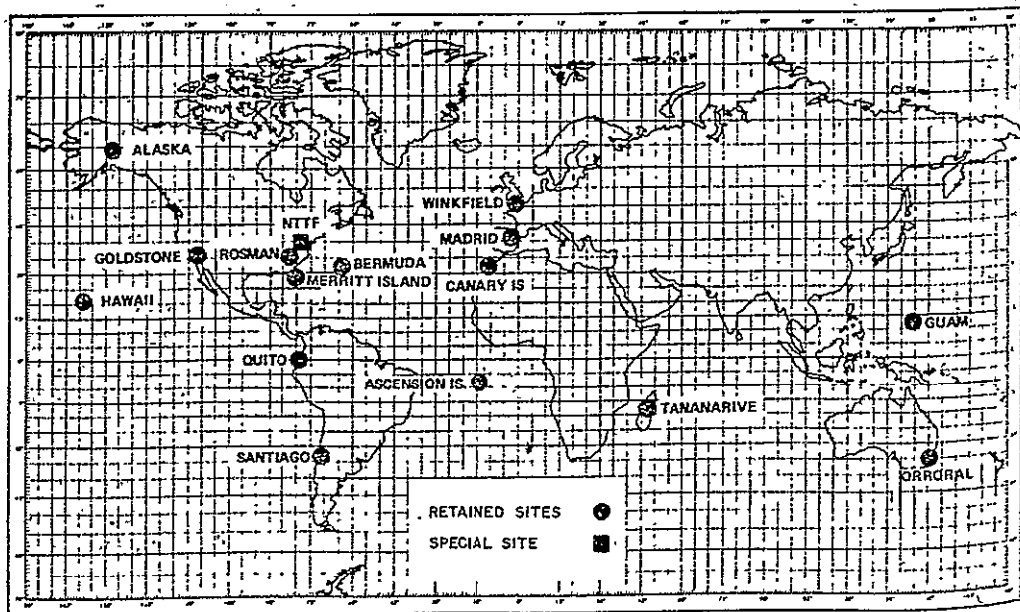 ALASKA
WINKFIELD
NTTF
MADRID
GOLDSTONE
ROSMAN
BERMUDA
MERRITT ISLAND
CANARY IS
HAWAII
GUAM
QUITO
ASCENSION IS.
TANANARIVE
SANTIAGO
ORRORAL
RETAINED SITES
SPECIAL SITE